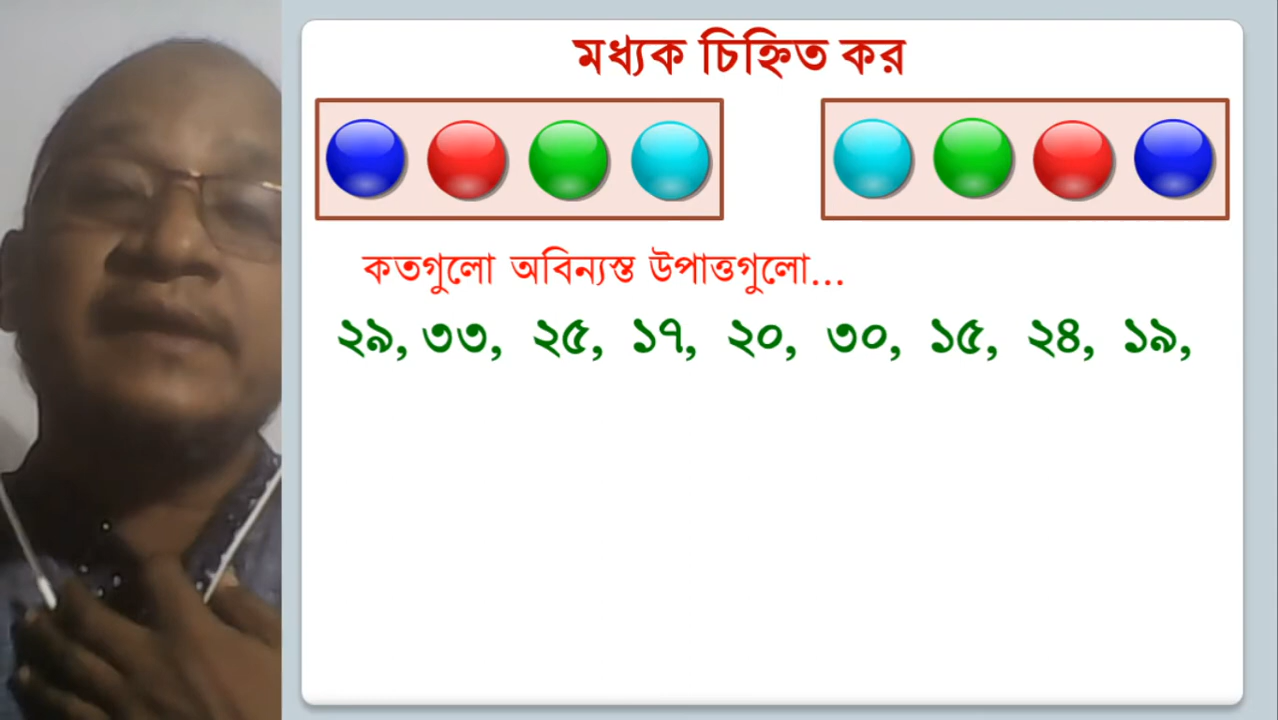 মধ্যক চিহ্নিত কর
কতগুলো অবিন্যস্ত উপাত্তগুলো...
২৯, ৩৩, ২৫, ১৭, ২০, ৩০, ১৫, ২৪, ১৯,